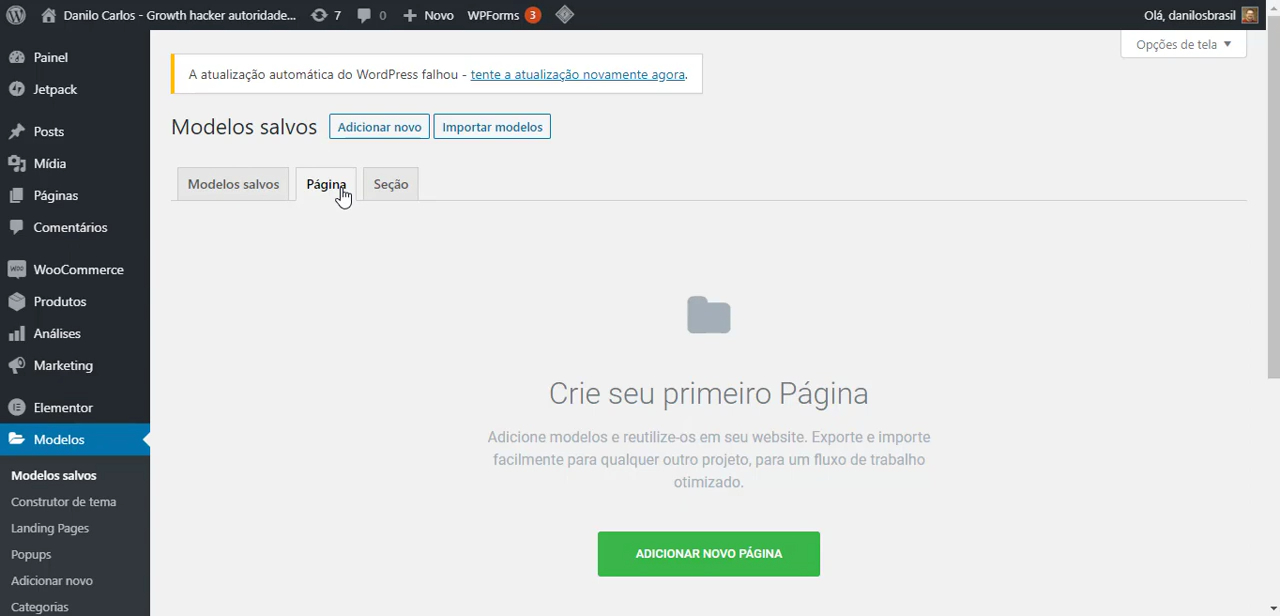 Danilo Carlos - Growth hacker autoridade...
7
0
Novo
WPForms 3
Olá, danilosbrasil
Opções de tela ▼
Painel
Jetpack
Posts
Mídia
Páginas
Comentários
WooCommerce
Produtos
Análises
Marketing
Elementor
Modelos
Modelos salvos
Construtor de tema
Landing Pages
Popups
Adicionar novo
Categorias
A atualização automática do WordPress falhou - tente a atualização novamente agora.
Modelos salvos
Adicionar novo
Importar modelos
Modelos salvos
Página
Seção
Crie seu primeiro Página
Adicione modelos e reutilize-os em seu website. Exporte e importe
facilmente para qualquer outro projeto, para um fluxo de trabalho
otimizado.
ADICIONAR NOVO PÁGINA